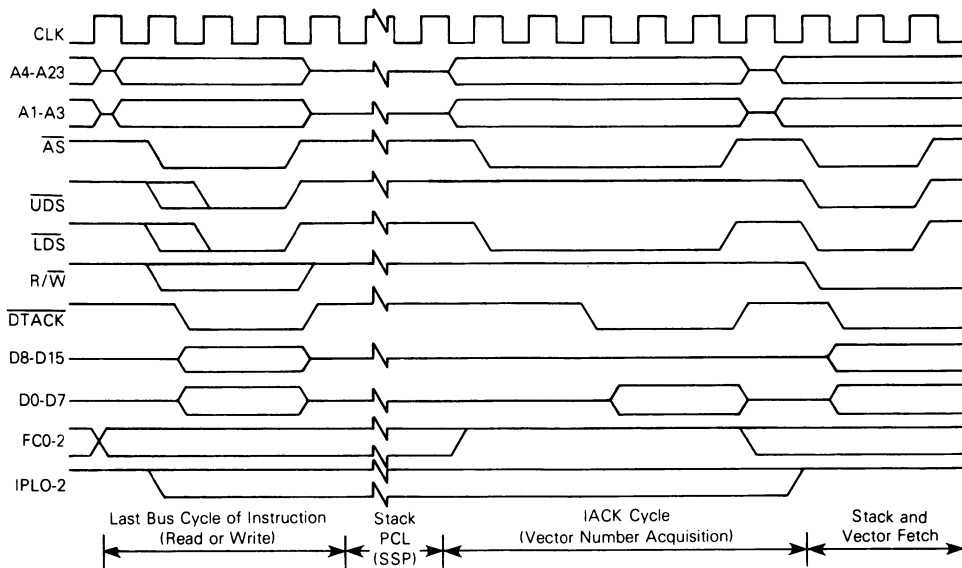 CLK
A4-A23
A1-A3
AS
UDS
LDS
R/W
DTACK
D8-D15
D0-D7
FC0-2
IPLO-2
Last Bus Cycle of Instruction
(Read or Write)
Stack
PCL
(SSP)
IACK Cycle
(Vector Number Acquisition)
Stack and
Vector Fetch